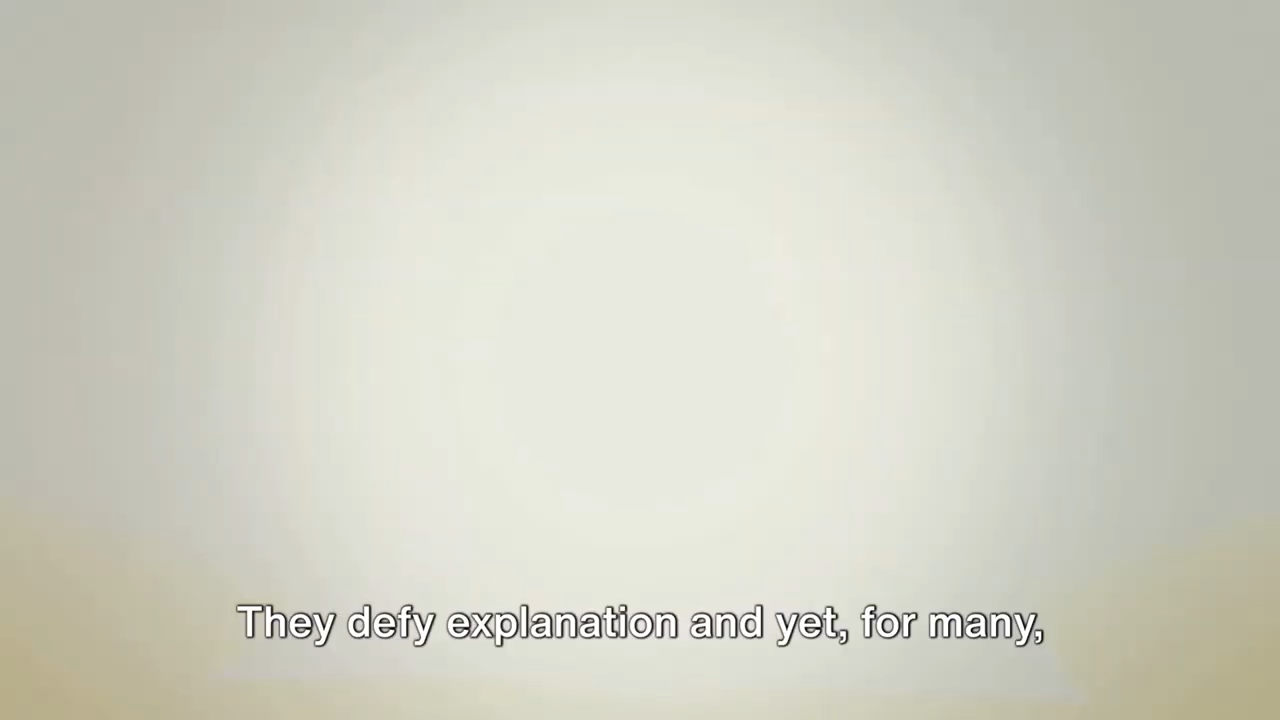 They defy explanation and yet, for many,